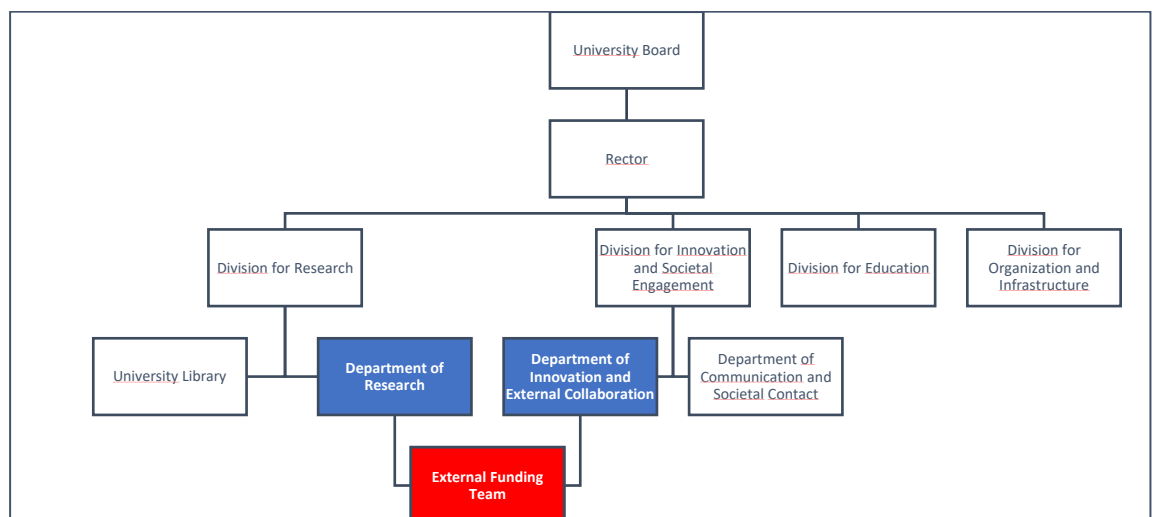 University Board
Rector
Division for Research
Division for Innovation
and Societal
Engagement
Division for Education
Division for
Organization and
Infrastructure
University Library
Department of
Research
Department of
Innovation and
External Collaboration
Department of
Communication and
Societal Contact
External Funding
Team